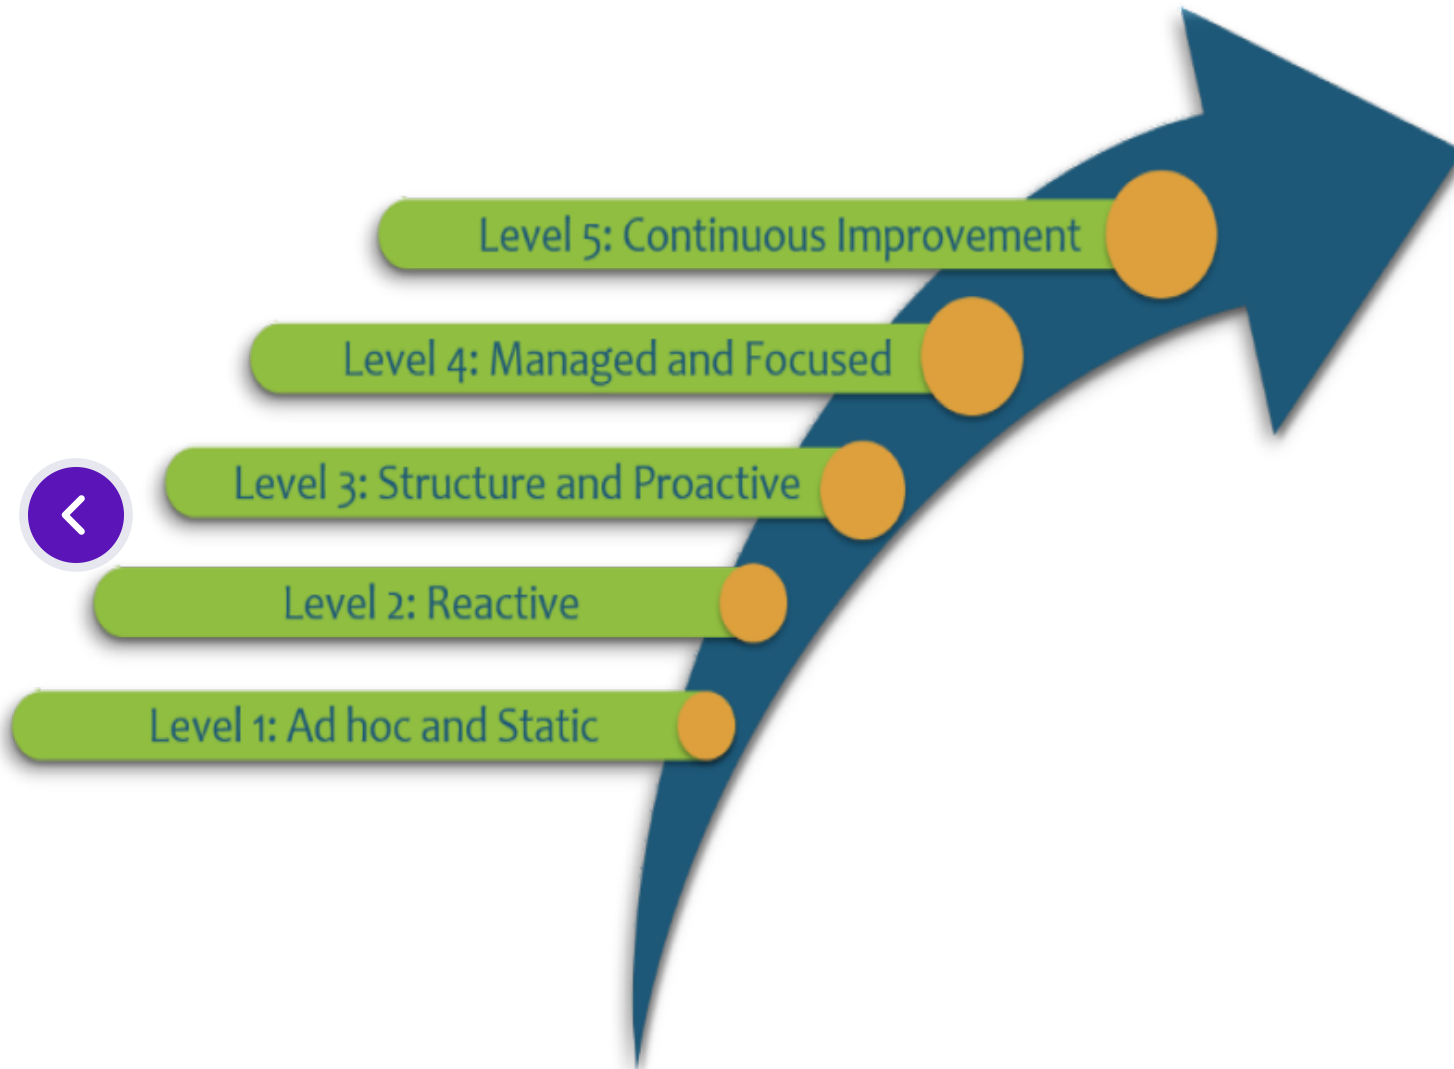 Level 5: Continuous Improvement
Level 4: Managed and Focused
Level 3: Structure and Proactive
Level 2: Reactive
Level 1: Ad hoc and Static